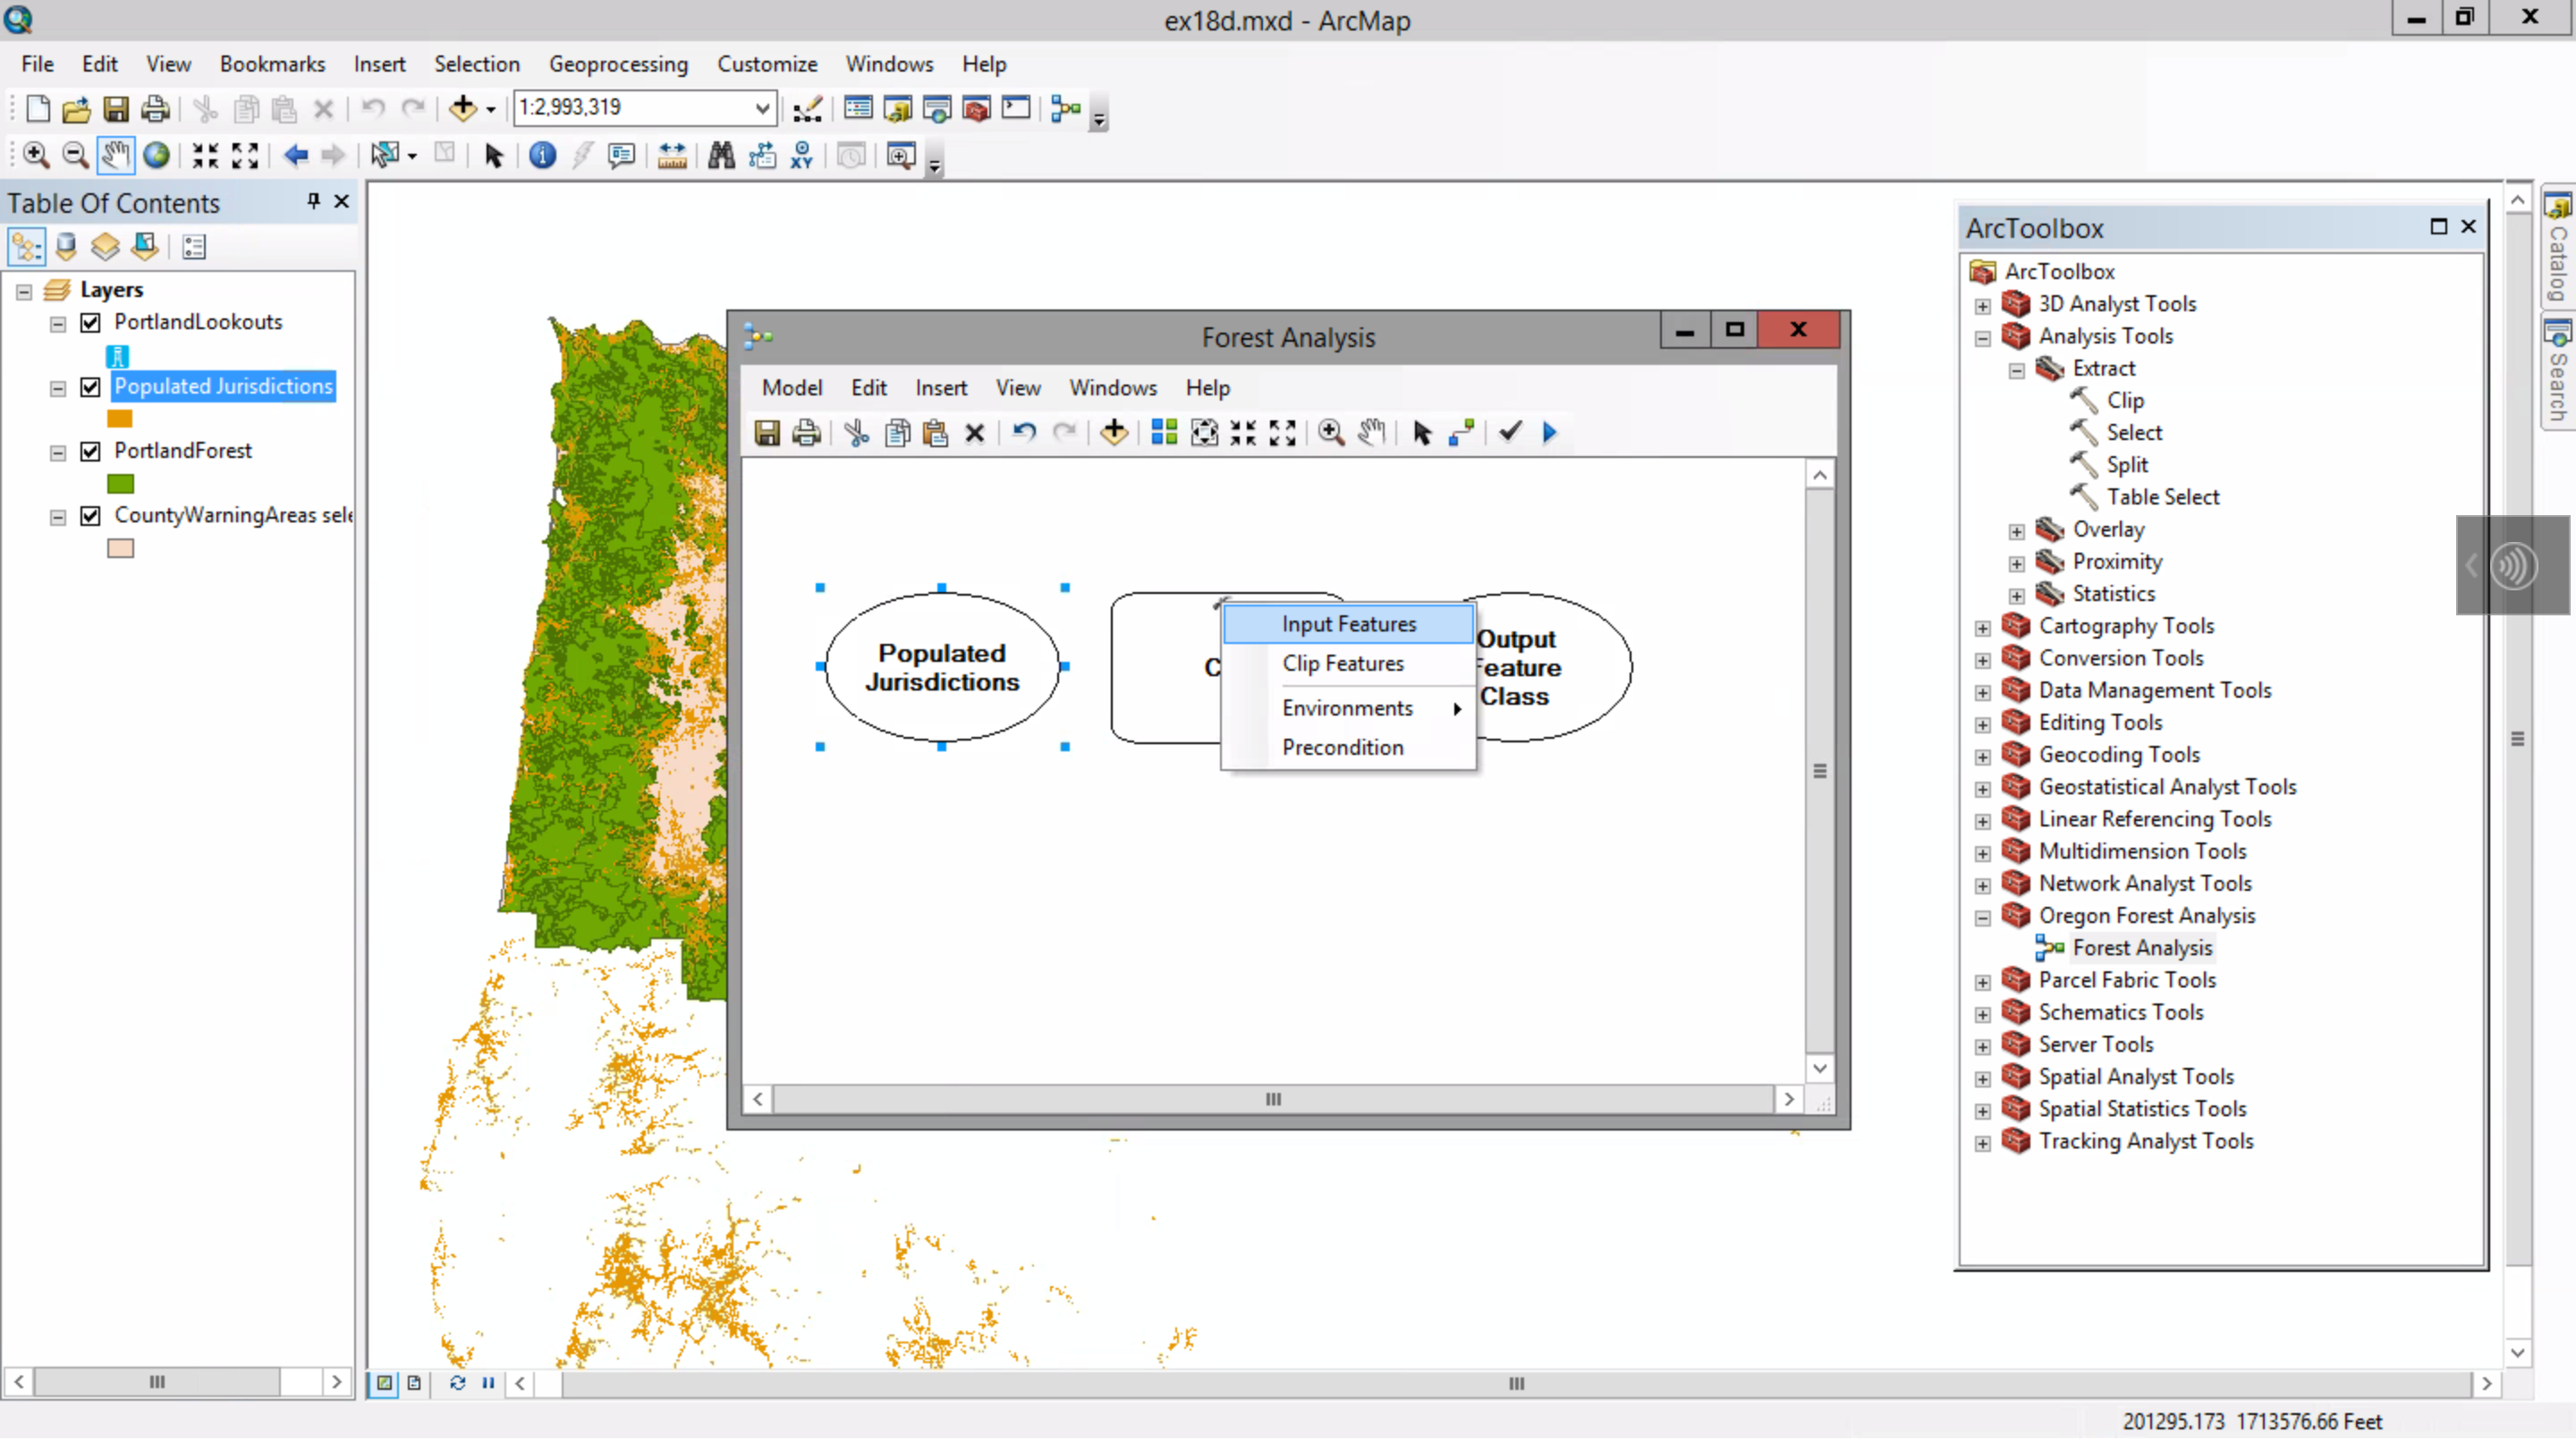 ex18d.mxd - ArcMap
File Edit View Bookmarks Insert Selection Geoprocessing Customize Windows Help
1:2,993,319
XY
Table Of Contents
Layers
PortlandLookouts
Populated Jurisdictions
PortlandForest
CountyWarningAreas sele
Forest Analysis
Model Edit Insert View Windows Help
Populated
Jurisdictions
C
Input Features
Clip Features
Environments
Precondition
Output
Feature
Class
ArcToolbox
ArcToolbox
3D Analyst Tools
Analysis Tools
Extract
Clip
Select
Split
Table Select
Overlay
Proximity
Statistics
Cartography Tools
Conversion Tools
Data Management Tools
Editing Tools
Geocoding Tools
Geostatistical Analyst Tools
Linear Referencing Tools
Multidimension Tools
Network Analyst Tools
Oregon Forest Analysis
Forest Analysis
Parcel Fabric Tools
Schematics Tools
Server Tools
Spatial Analyst Tools
Spatial Statistics Tools
Tracking Analyst Tools
Catalog
Search
201295.173 1713576.66 Feet